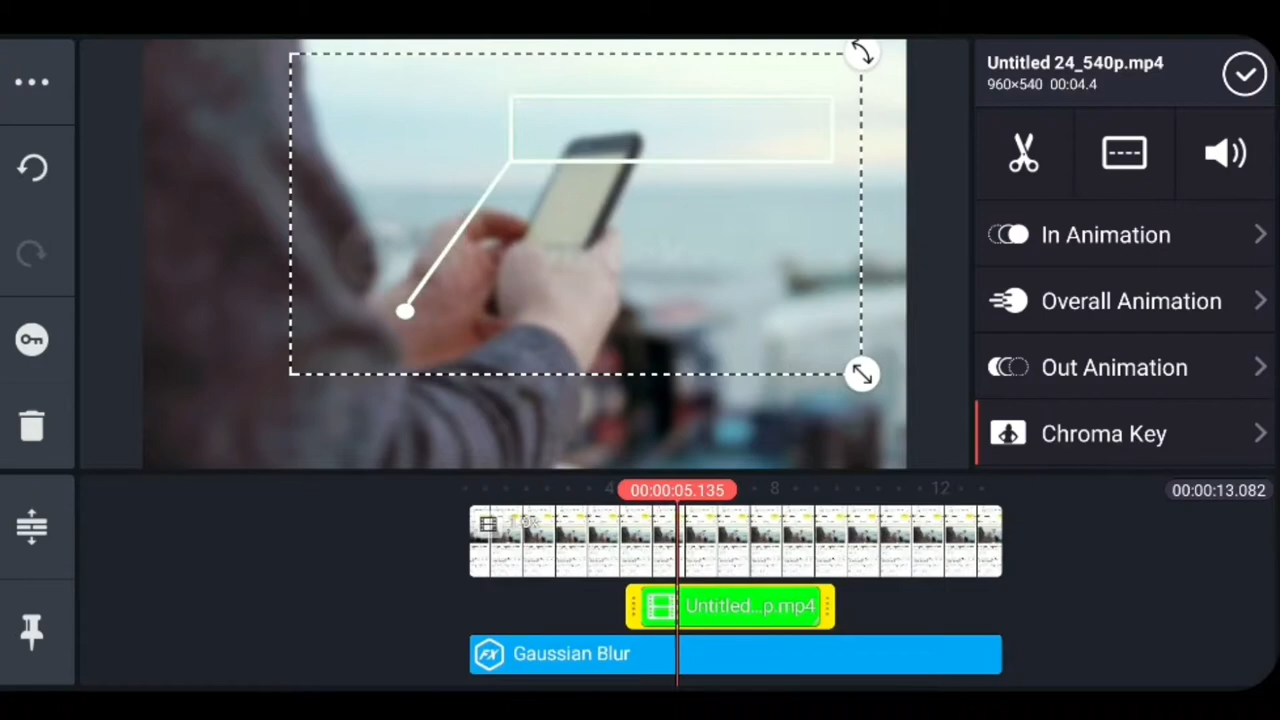 Untitled 24_540p.mp4
960×540 00:04.4
In Animation
Overall Animation
Out Animation
Chroma Key
4
00:00:05.135
8
12
00:00:13.082
Untitled...p.mp4
FX
Gaussian Blur